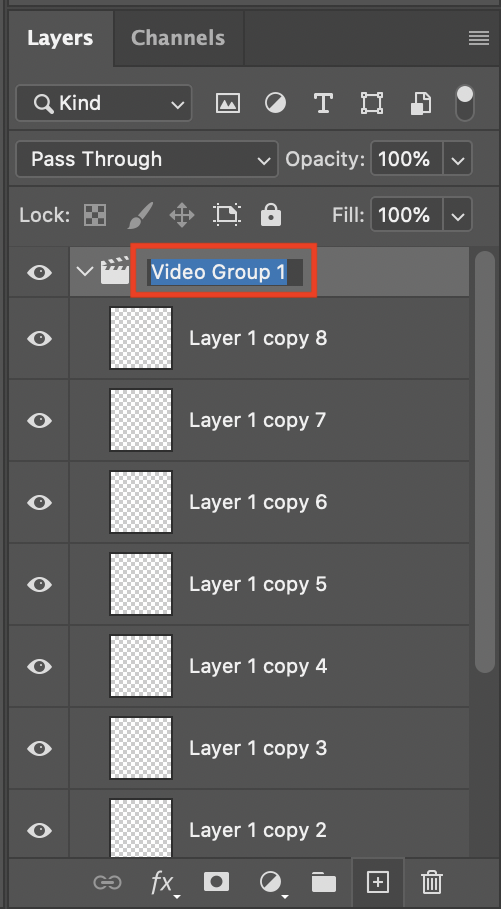 Layers Channels
Kind
Pass Through Opacity: 100%
Lock: Fill: 100%
Video Group 1
Layer 1 copy 8
Layer 1 copy 7
Layer 1 copy 6
Layer 1 copy 5
Layer 1 copy 4
Layer 1 copy 3
Layer 1 copy 2
fx